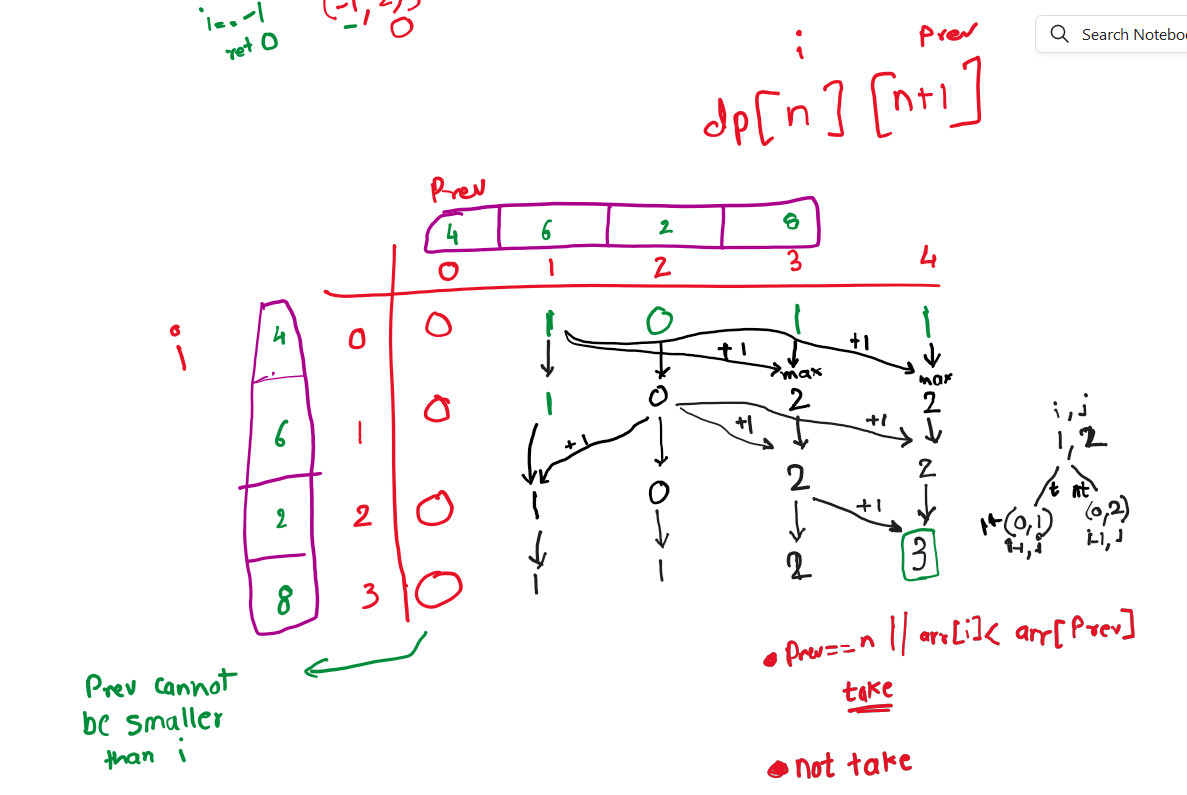 i==-1
ret 0
0
Search Notebo
i Prev
dp[n] [n+1]
Prev
4 6 2 8
0 1 2 3 4
i 4 0 0 1 0 1 1
+1 +1
max max
6 1 0 1 0 2 2
+1 +1 +1
2 2 0 1 0 2 2
+1
8 3 0 1 1 2 3
i,j
1,2
t nt
1+(0,1) (0,2)
i-1,i i-1,j
Prev cannot
be smaller
than i
• Prev==n || arr[i]< arr[Prev]
take
• not take